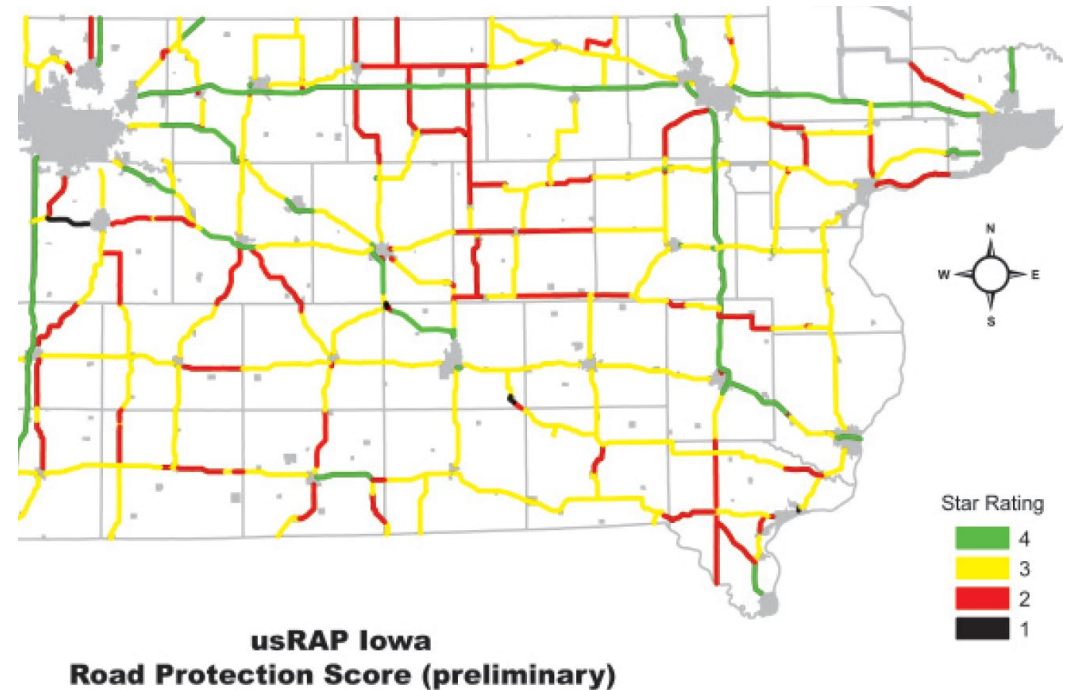 N
W E
S
Star Rating
4
3
2
1
usRAP Iowa
Road Protection Score (preliminary)